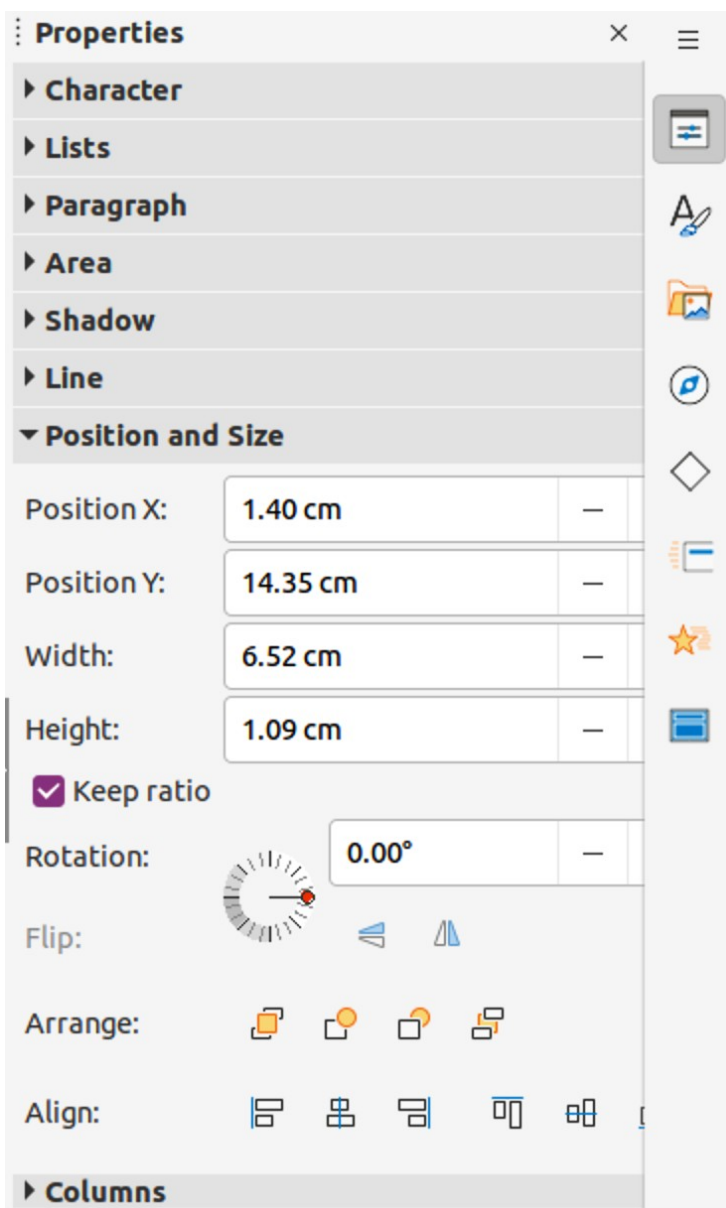 Properties
Character
Lists
Paragraph
Area
Shadow
Line
Position and Size
Position X: 1.40 cm
Position Y: 14.35 cm
Width: 6.52 cm
Height: 1.09 cm
Keep ratio
Rotation: 0.00°
Flip:
Arrange:
Align:
Columns